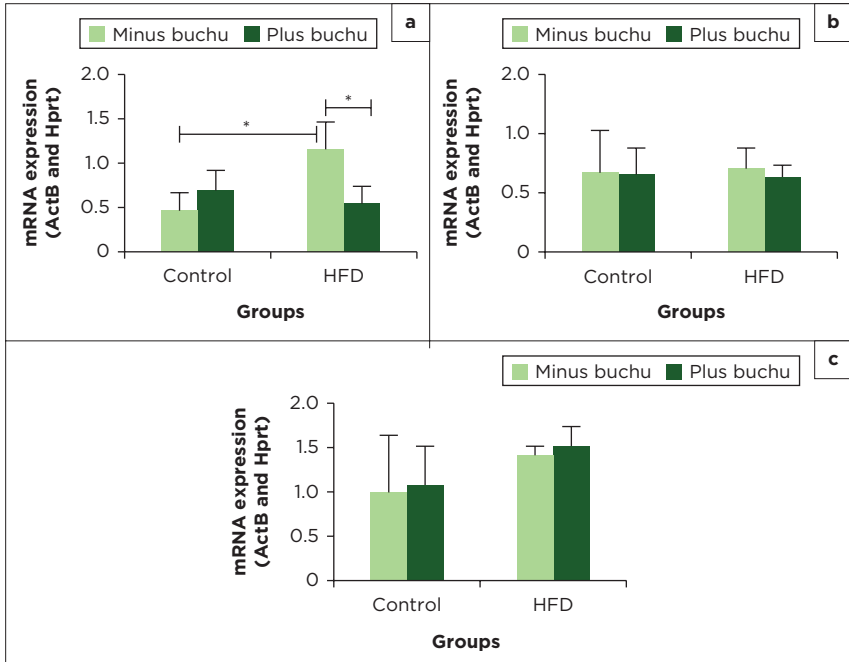 a
Minus buchu Plus buchu
mRNA expression
(ActB and Hprt)
2.0
1.5
1.0
0.5
0
*
*
Control HFD
Groups
b
Minus buchu Plus buchu
mRNA expression
(ActB and Hprt)
2.0
1.0
0.5
0
Control HFD
Groups
c
Minus buchu Plus buchu
mRNA expression
(ActB and Hprt)
2.0
1.5
1.0
0.5
0
Control HFD
Groups